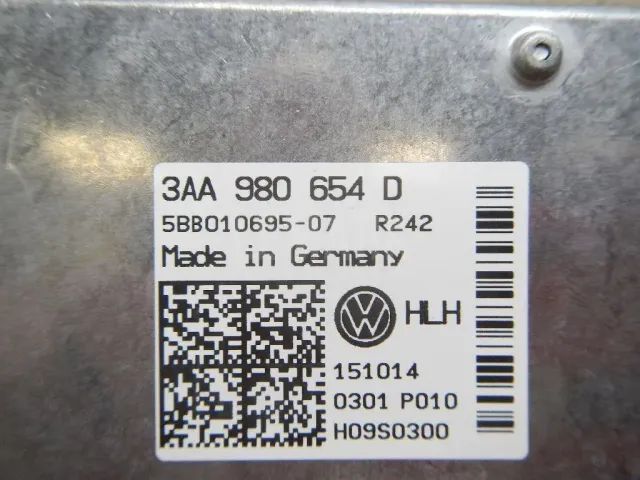 3AA 980 654 D
5BB010695-07 R242
Made in Germany
VW HLH
151014
0301 P010
H09S0300